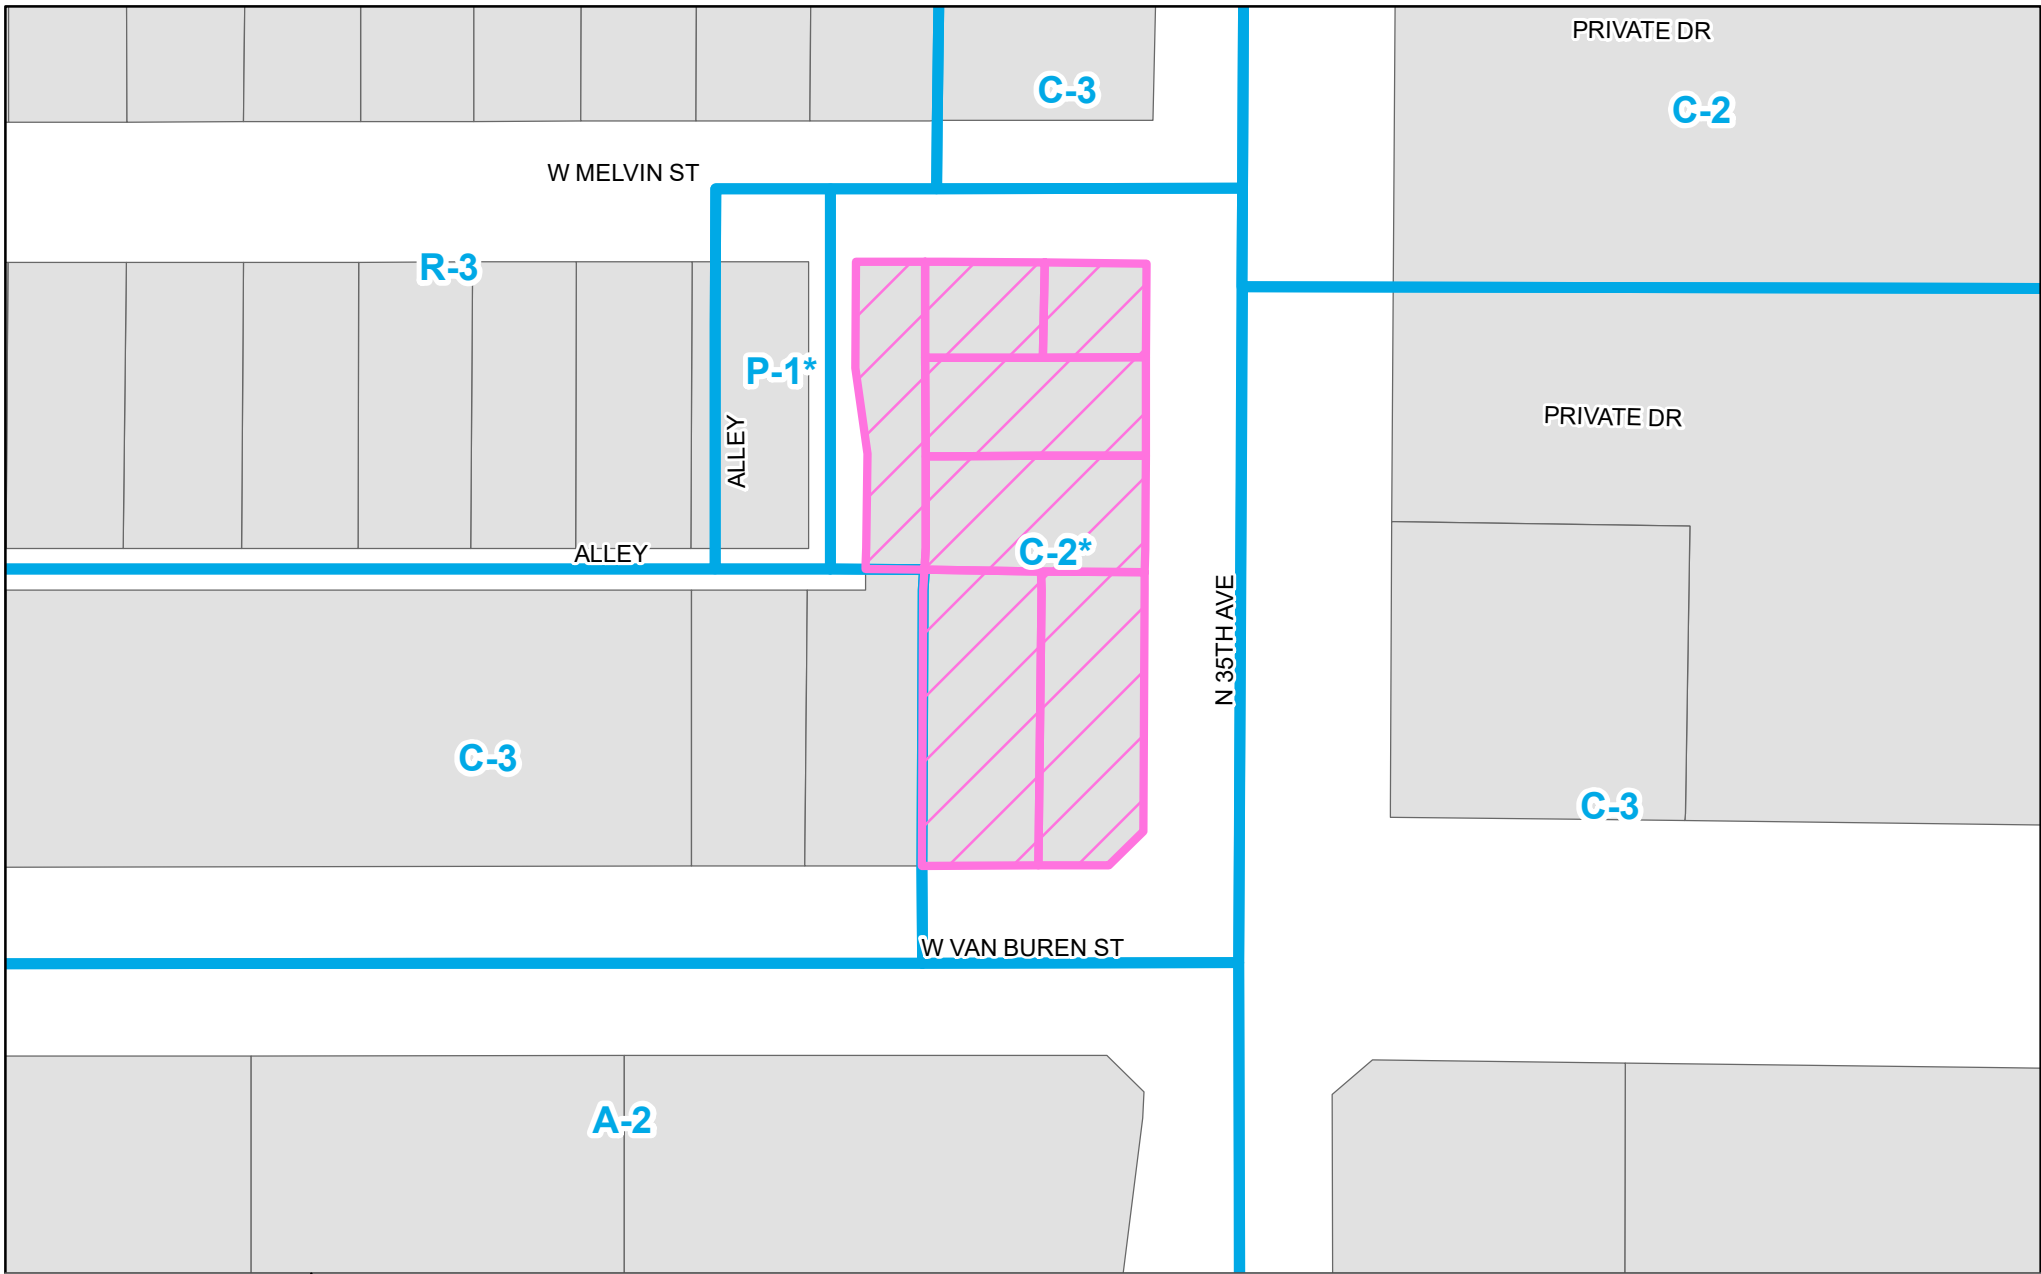 PRIVATE DR
C-3
C-2
W MELVIN ST
R-3
P-1*
PRIVATE DR
ALLEY
ALLEY
C-2*
N 35TH AVE
C-3
C-3
W VAN BUREN ST
A-2